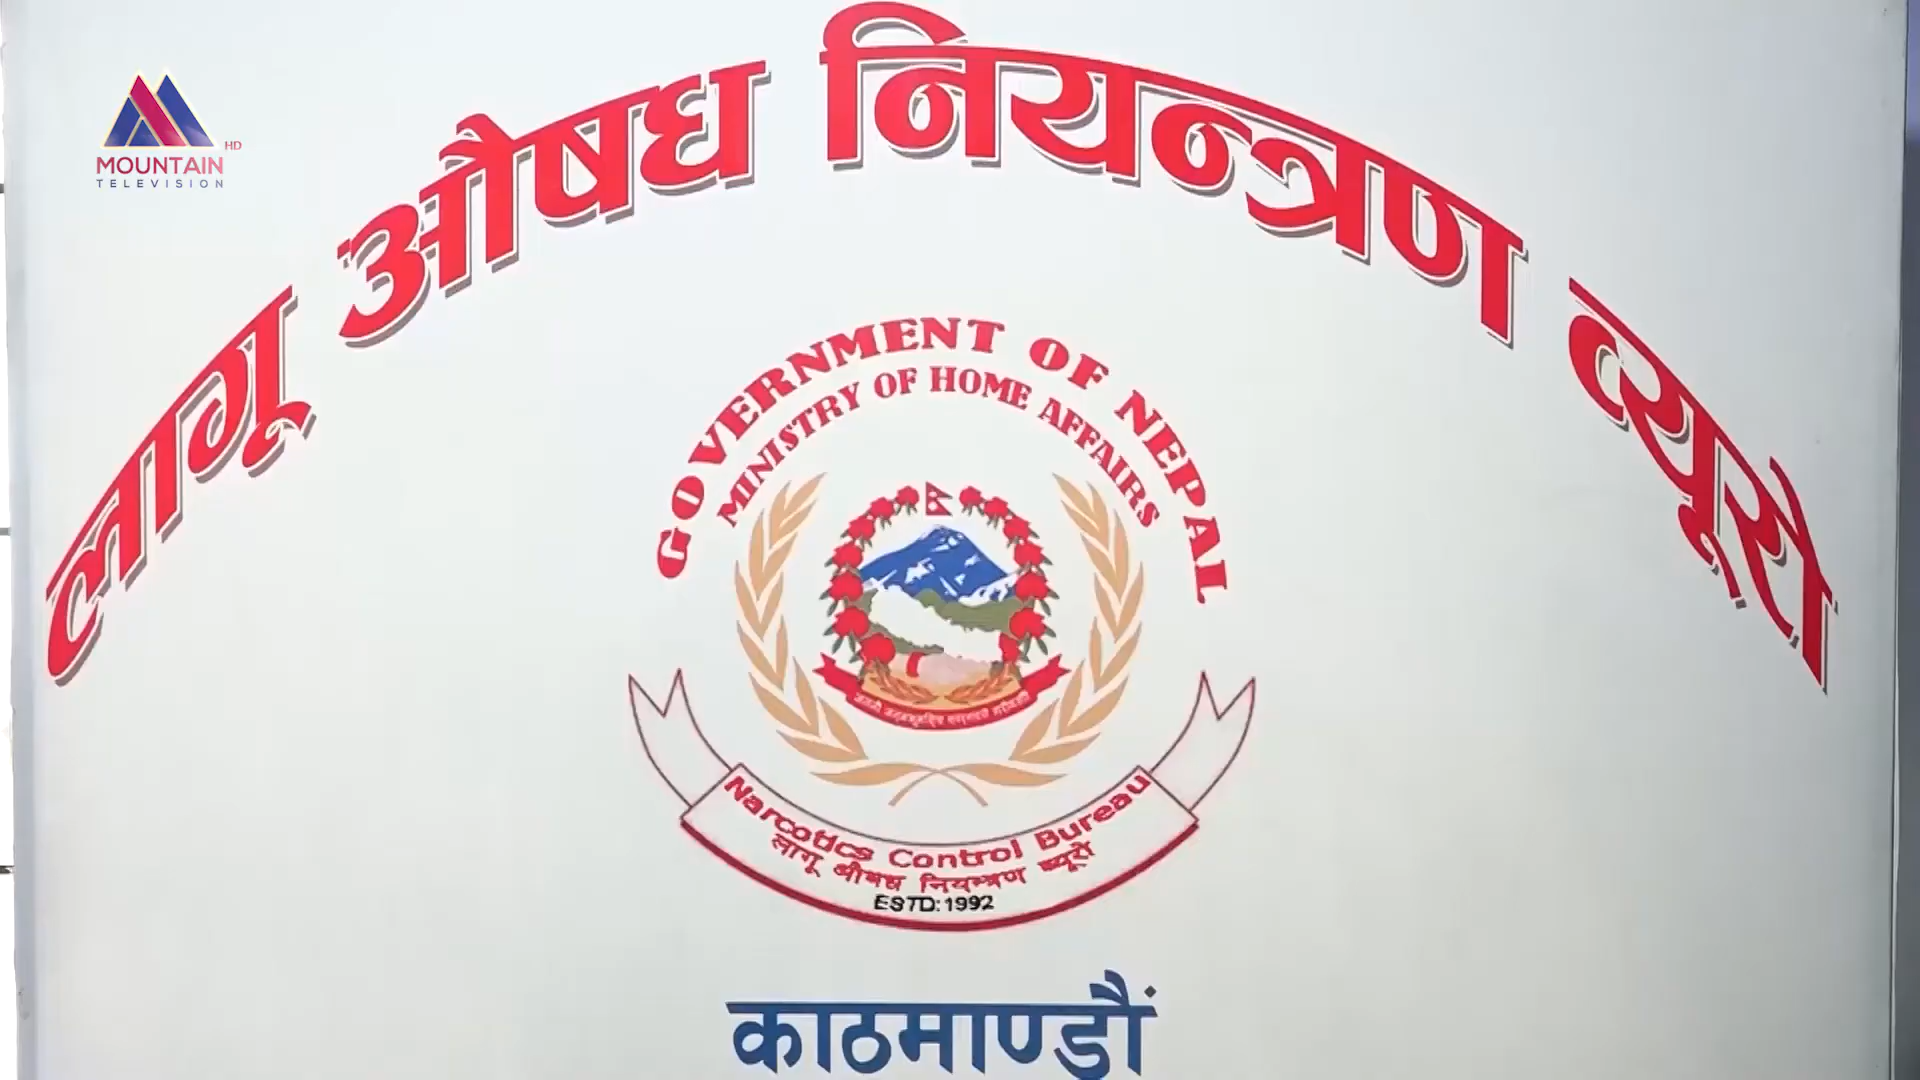 MOUNTAIN HD
TELEVISION
लागू औषध नियन्त्रण व्यूरो
GOVERNMENT OF NEPAL
MINISTRY OF HOME AFFAIRS
Narcotics Control Bureau
लागू औषध नियन्त्रण ब्यूरो
ESTD: 1992
काठमाण्डौं